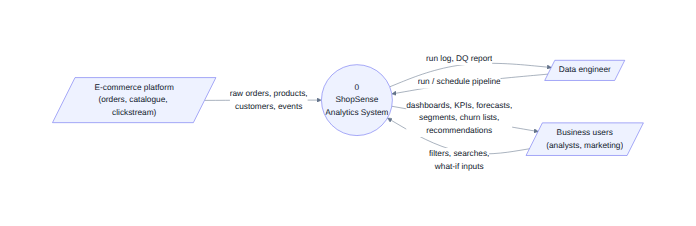 E-commerce platform
(orders, catalogue,
clickstream)
raw orders, products,
customers, events
0
ShopSense
Analytics System
run log, DQ report
run / schedule pipeline
dashboards, KPIs, forecasts,
segments, churn lists,
recommendations
filters, searches,
what-if inputs
Data engineer
Business users
(analysts, marketing)